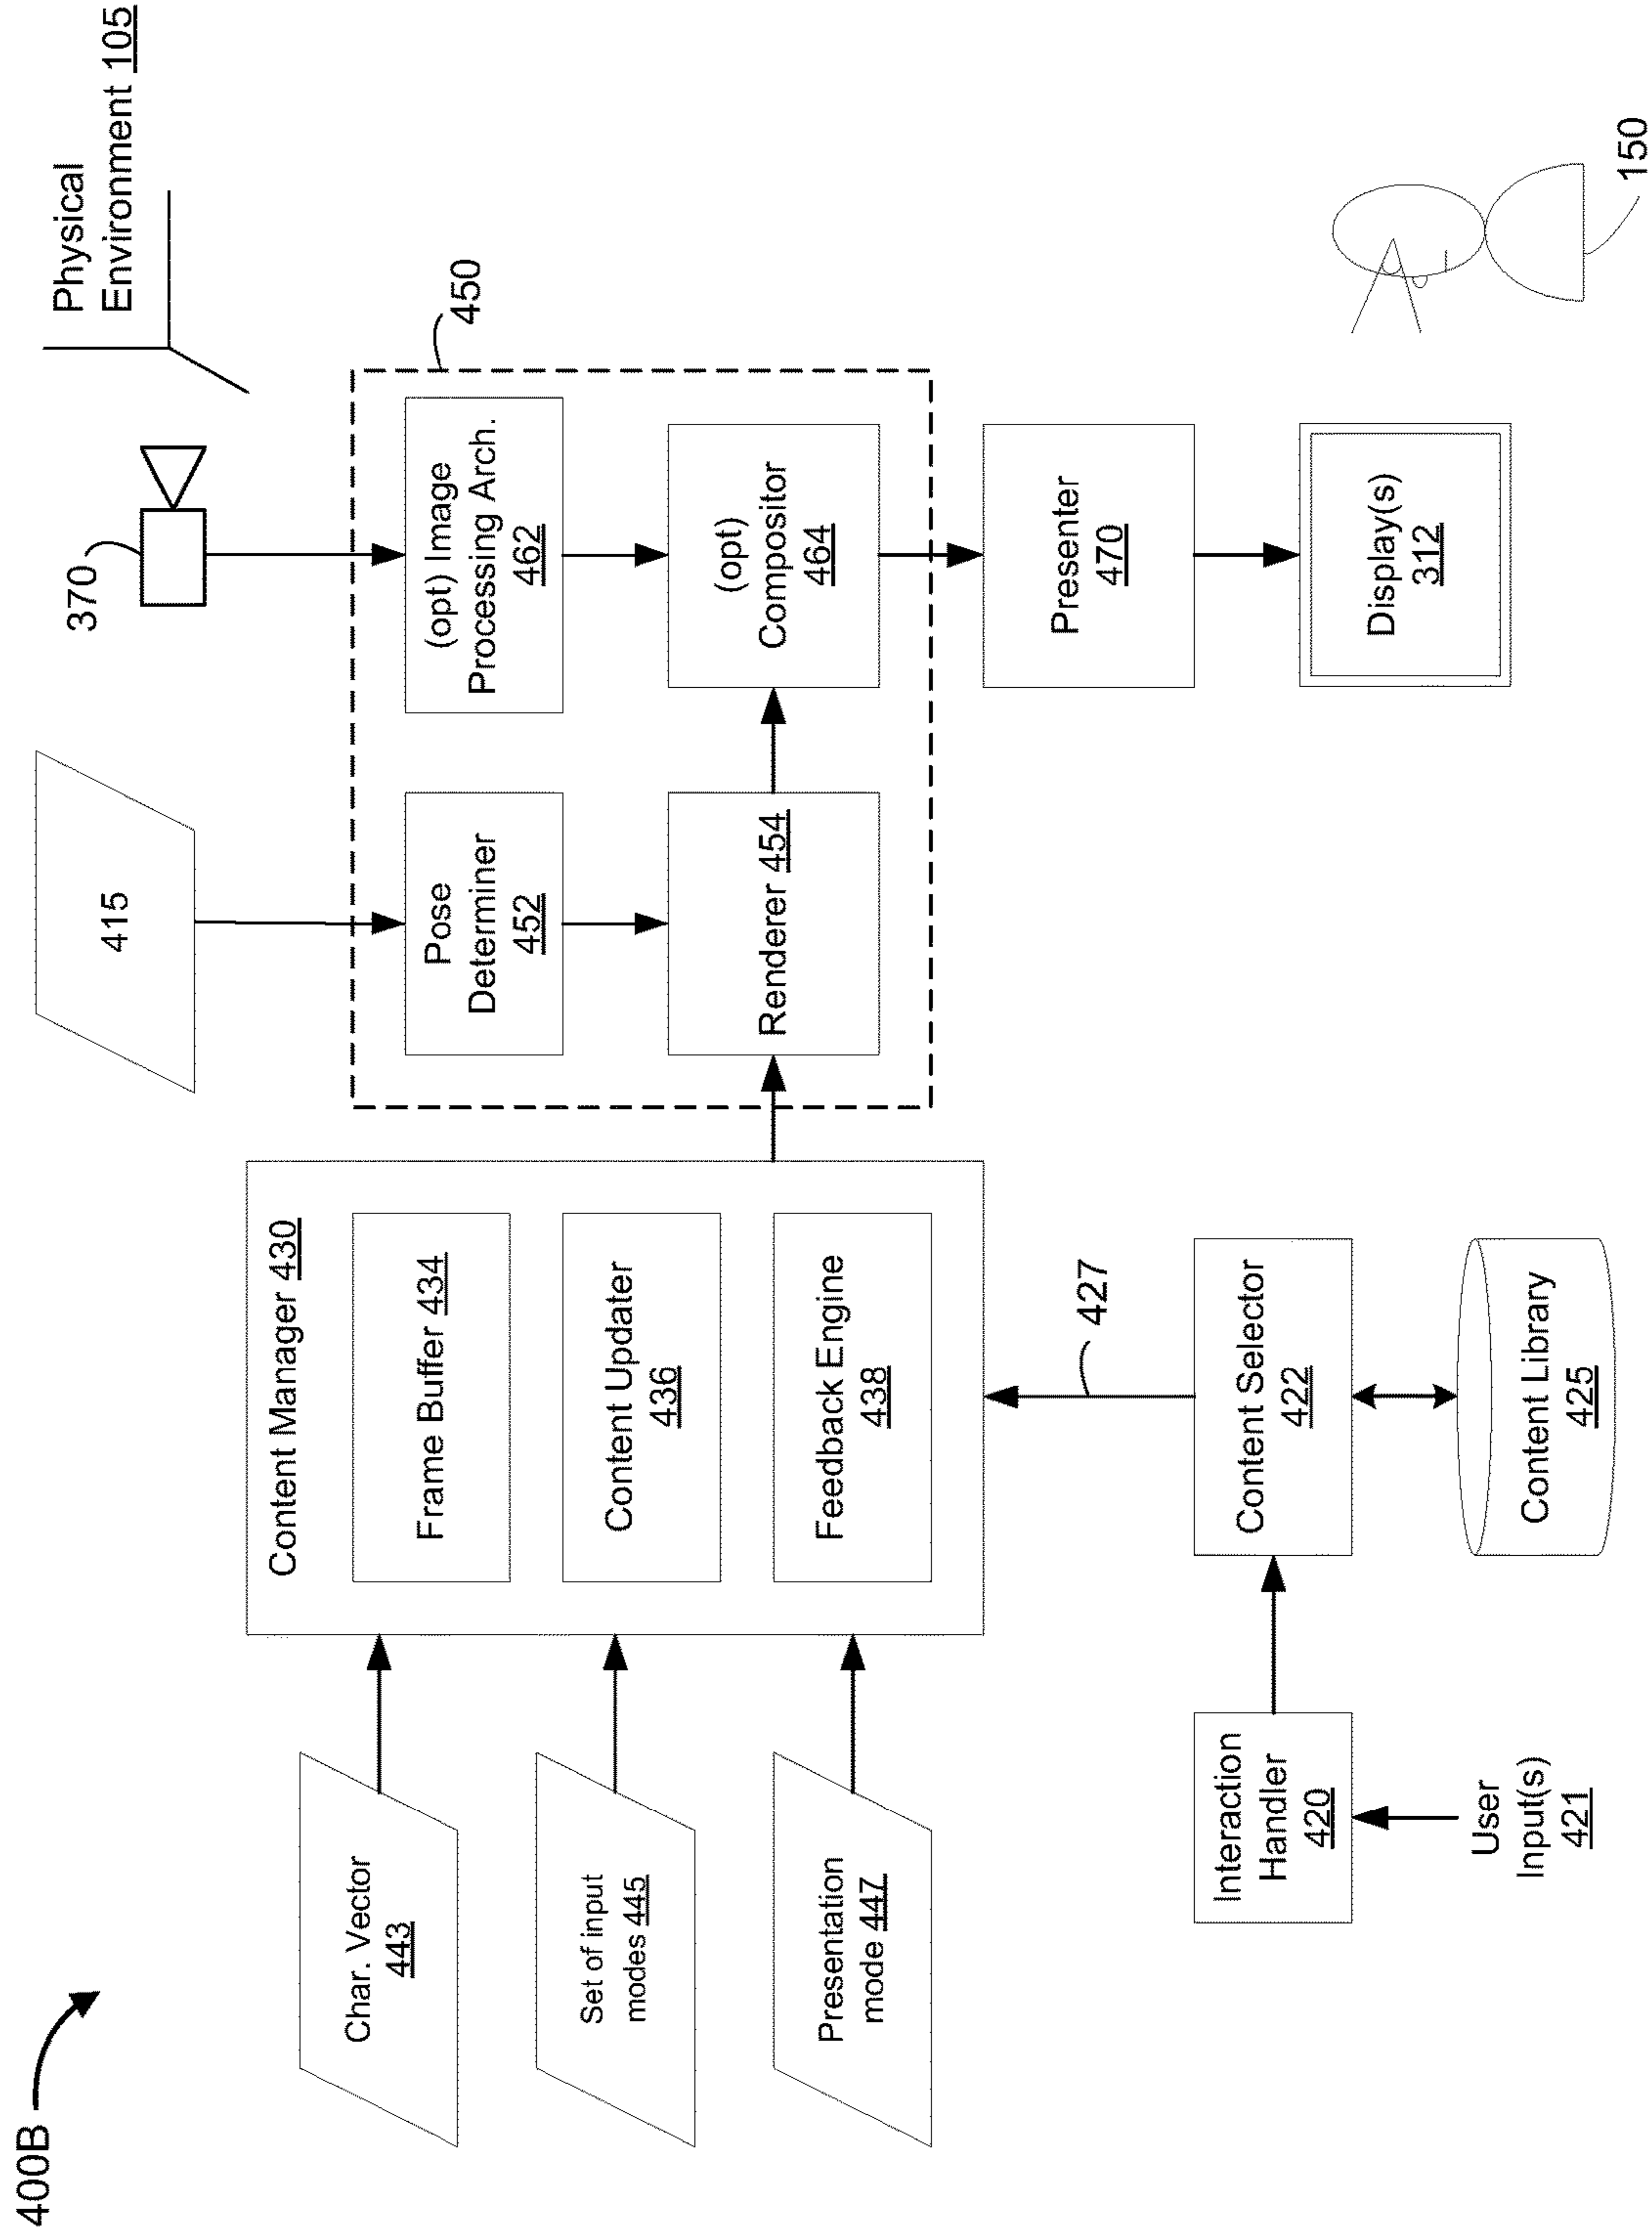 400B
Char. Vector
443
Set of input
modes 445
Presentation
mode 447
Content Manager 430
Frame Buffer 434
Content Updater
436
Feedback Engine
438
427
Interaction
Handler
420
User
Input(s)
421
Content Selector
422
Content Library
425
415
370
Physical
Environment 105
450
Pose
Determiner
452
(opt) Image
Processing Arch.
462
Renderer 454
(opt)
Compositor
464
Presenter
470
Display(s)
312
150